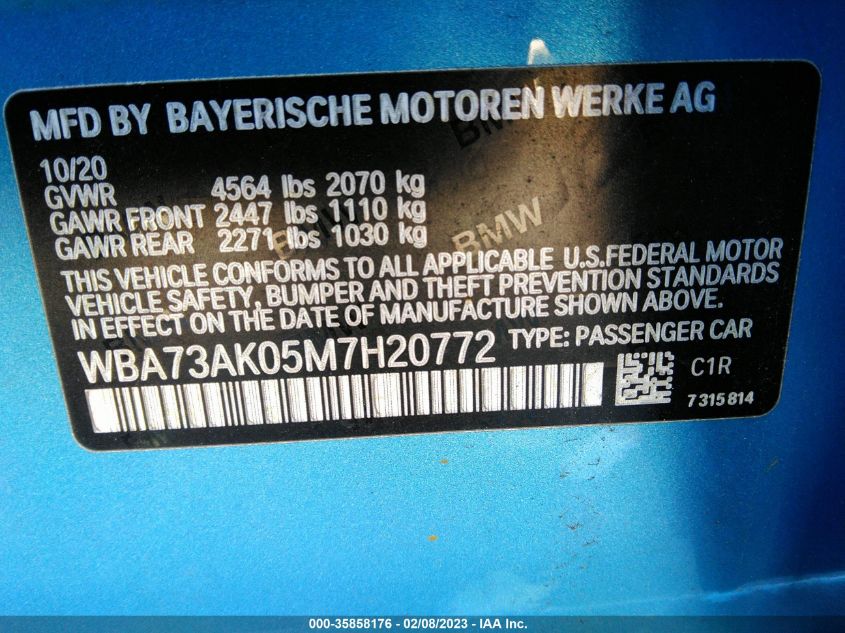 MFD BY BAYERISCHE MOTOREN WERKE AG
10/20
GVWR 4564 lbs 2070 kg
GAWR FRONT 2447 lbs 1110 kg
GAWR REAR 2271 lbs 1030 kg
THIS VEHICLE CONFORMS TO ALL APPLICABLE U.S.FEDERAL MOTOR
VEHICLE SAFETY, BUMPER AND THEFT PREVENTION STANDARDS
IN EFFECT ON THE DATE OF MANUFACTURE SHOWN ABOVE.
WBA73AK05M7H20772 TYPE: PASSENGER CAR
C1R
7 315 814
BMW
BMW
BMW
000-35858176 - 02/08/2023 - IAA Inc.